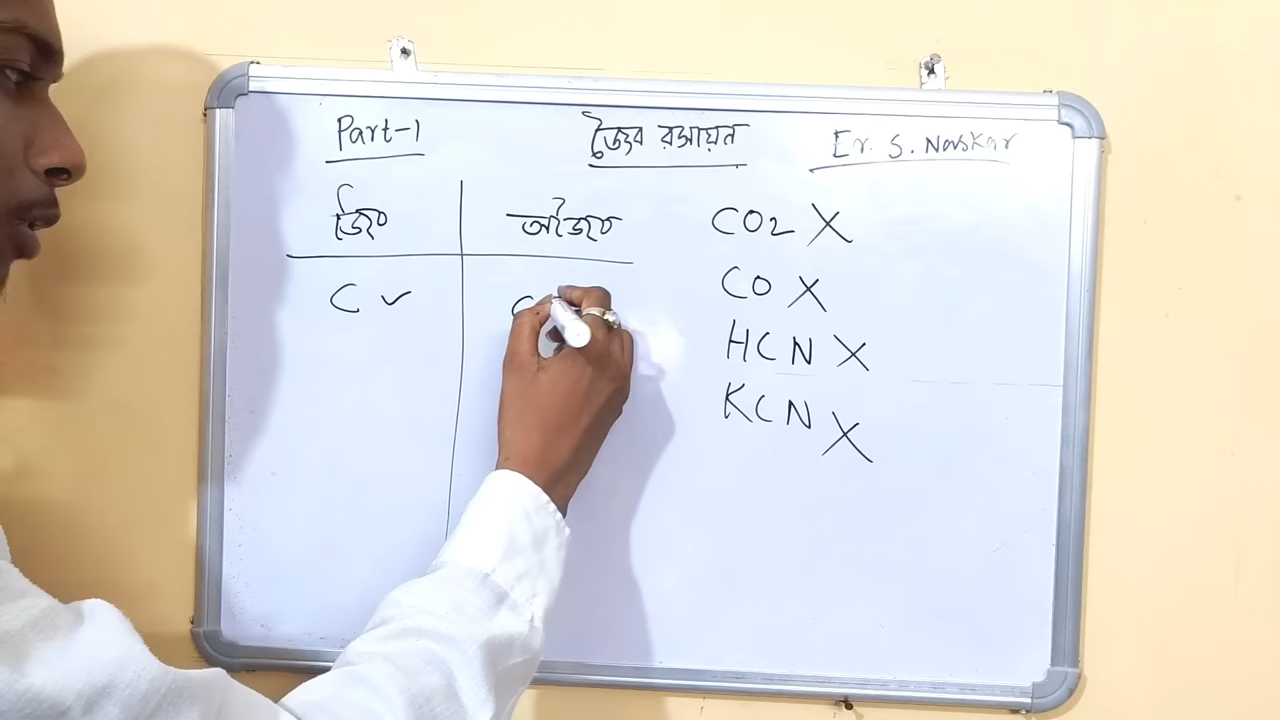 Part-1 জৈব রসায়ন Er. S. Naskar
জৈব অজৈব
C ✓ C
CO2 X
CO X
HCN X
KCN X